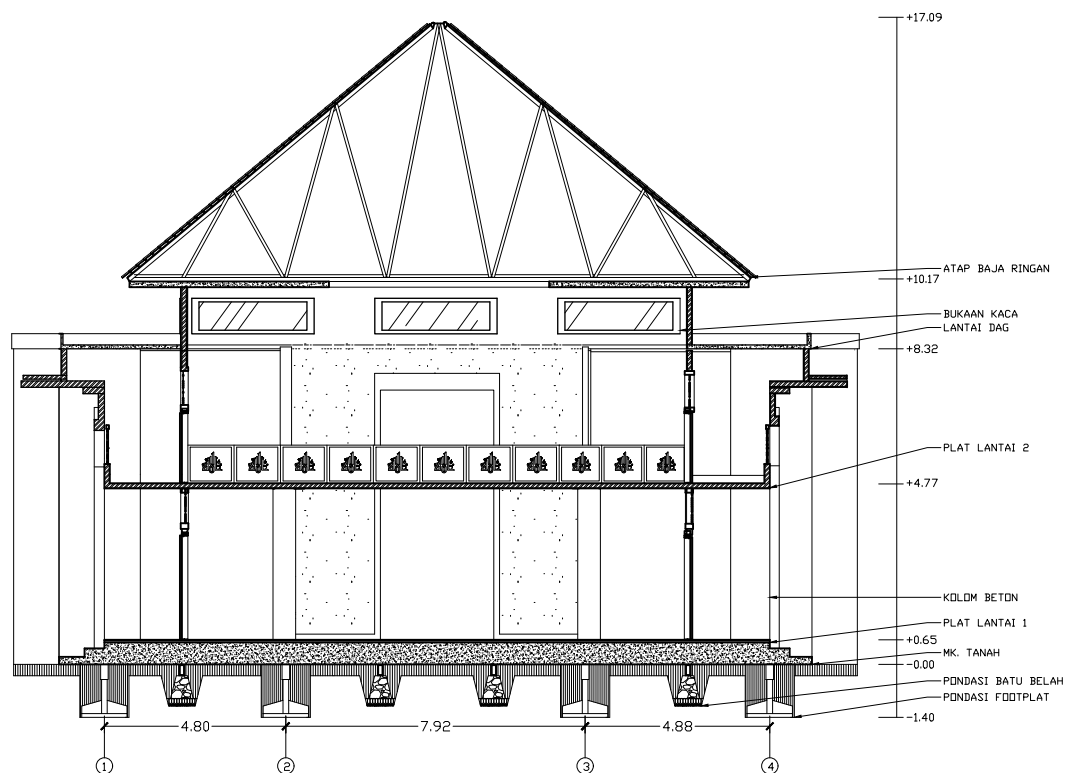 +17.09
ATAP BAJA RINGAN
+10.17
BUKAAN KACA
LANTAI DAG
+8.32
PLAT LANTAI 2
+4.77
KOLOM BETON
PLAT LANTAI 1
+0.65
MK. TANAH
-0.00
PONDASI BATU BELAH
PONDASI FOOTPLAT
-1.40
4.80 7.92 4.88
1 2 3 4